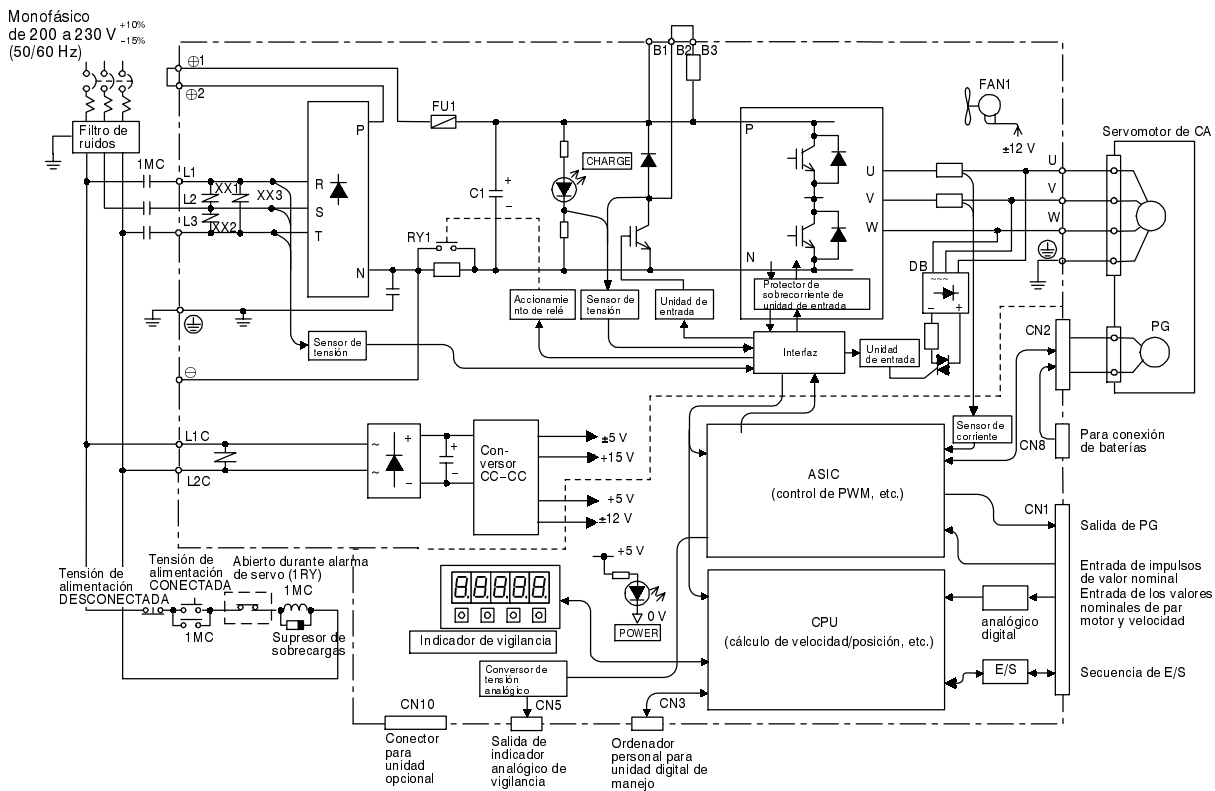 Monofásico
de 200 a 230 V +10% −15%
(50/60 Hz)
⊕1
⊕2
B1
B2
B3
FU1
FAN1
±12 V
Servomotor de CA
Filtro de
ruidos
1MC
L1
L2
L3
XX1
XX2
XX3
P
R
S
T
N
C1
+
−
CHARGE
RY1
P
N
U
V
W
U
V
W
DB
~~~
−
+
Protector de
sobrecorriente de
unidad de entrada
Accionamie
nto de relé
Sensor de
tensión
Unidad de
entrada
Interfaz
Unidad
de entrada
CN2
PG
Sensor de
tensión
⊖
Sensor de
corriente
CN8
Para conexión
de baterías
L1C
L2C
~
~
+
−
+
−
Con-
versor
CC−CC
±5 V
+15 V
+5 V
±12 V
ASIC
(control de PWM, etc.)
CN1
Salida de PG
Entrada de impulsos
de valor nominal
Entrada de los valores
nominales de par
motor y velocidad
analógico
digital
E/S
Secuencia de E/S
CPU
(cálculo de velocidad/posición, etc.)
+5 V
0 V
POWER
8.8.8.8.8.
Indicador de vigilancia
Tensión de
alimentación
DESCONECTADA
Tensión de
alimentación
CONECTADA
Abierto durante alarma
de servo (1RY)
1MC
1MC
Supresor de
sobrecargas
Conversor de
tensión
analógico
CN10
CN5
CN3
Conector
para
unidad
opcional
Salida de
indicador
analógico de
vigilancia
Ordenador
personal para
unidad digital de
manejo